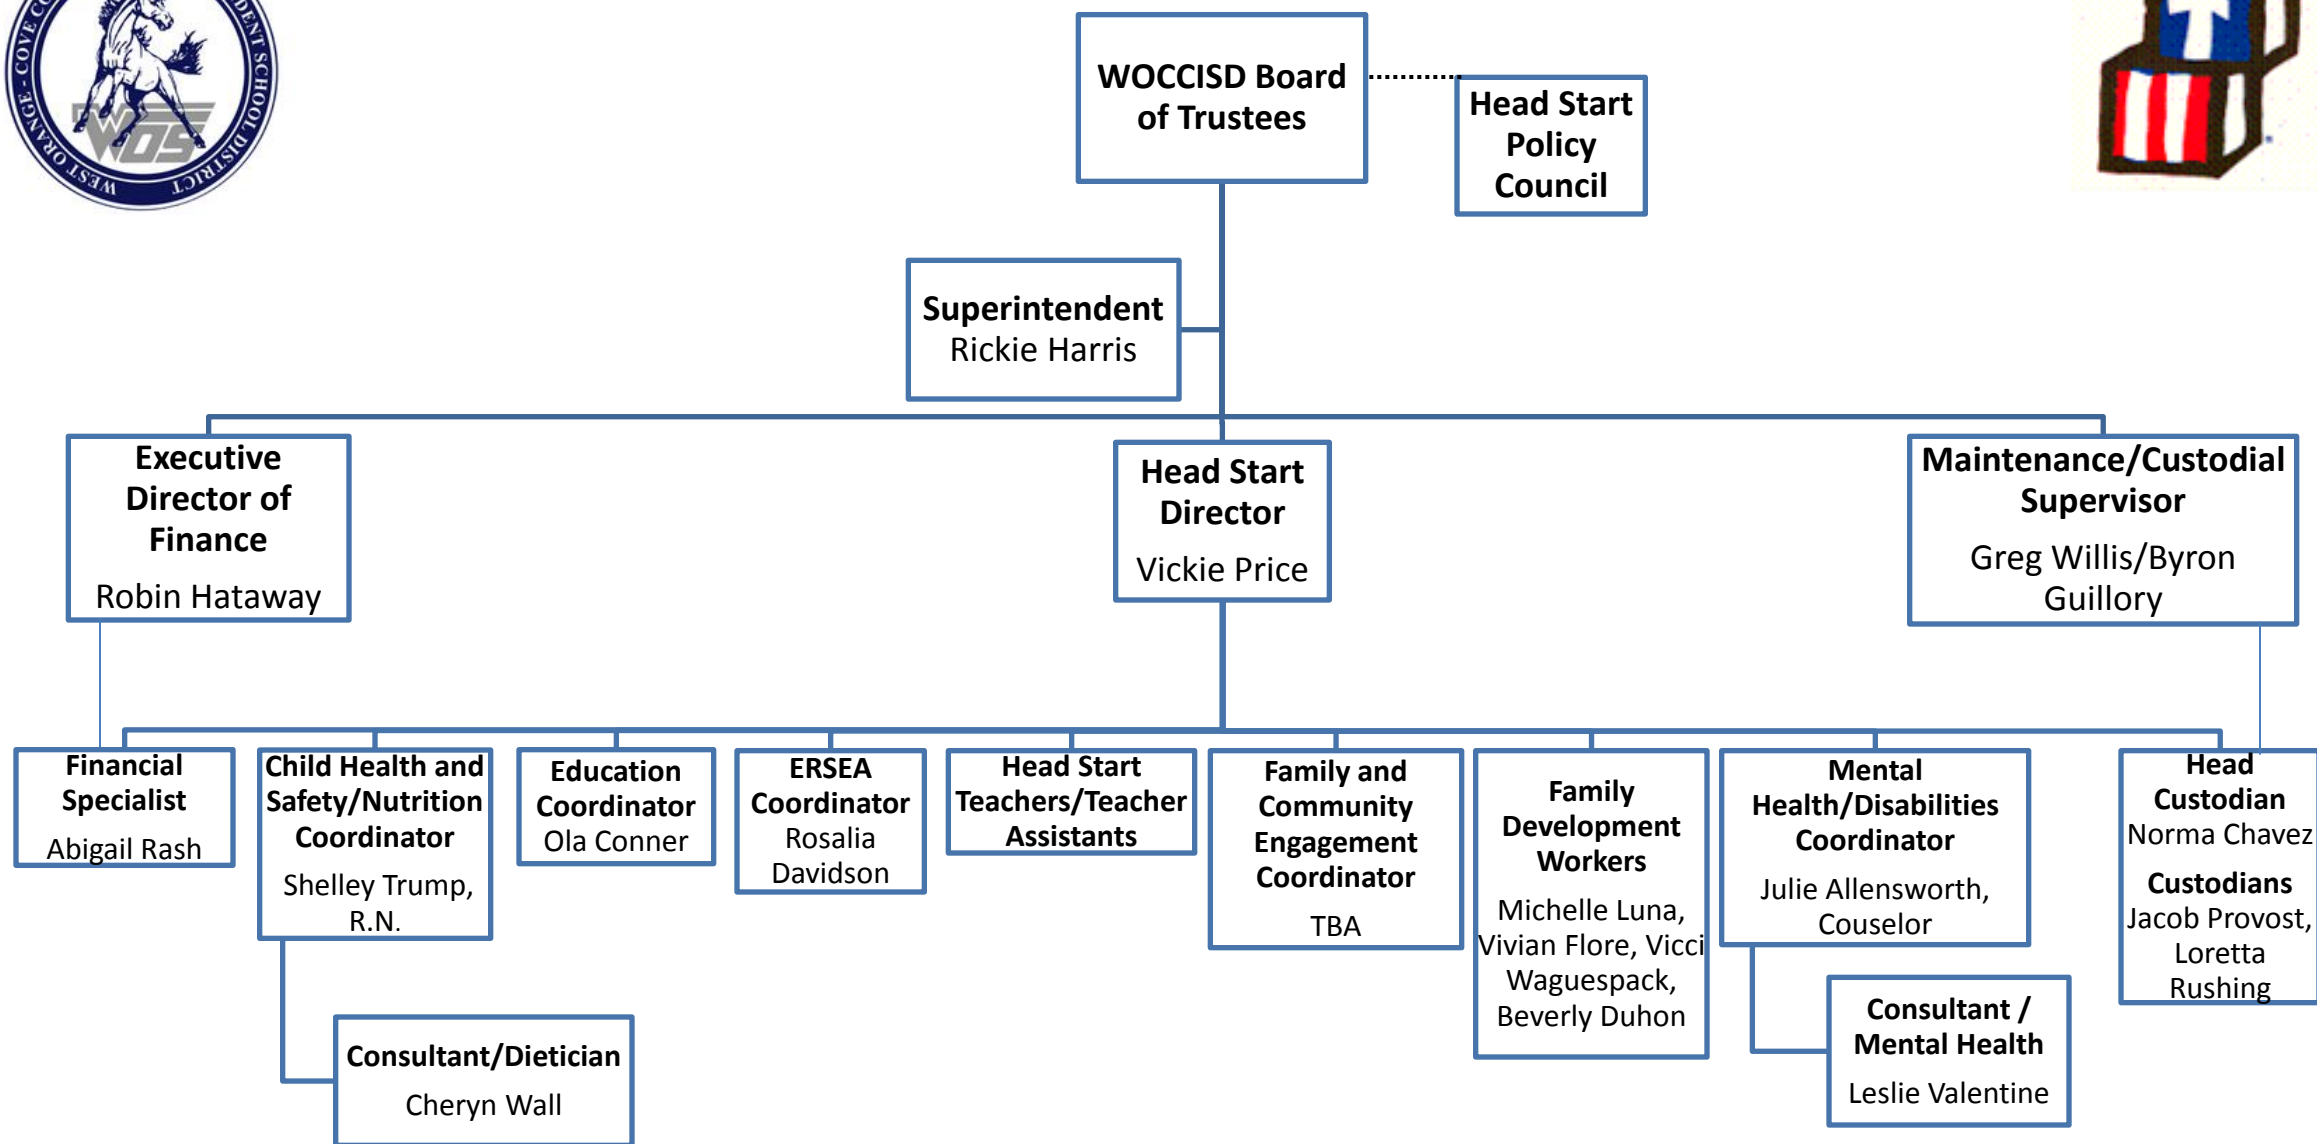 WEST ORANGE - COVE CO
DENT SCHOOL DISTRICT
WOS
WOCCISD Board
of Trustees
Head Start
Policy
Council
Superintendent
Rickie Harris
Executive
Director of
Finance
Robin Hataway
Head Start
Director
Vickie Price
Maintenance/Custodial
Supervisor
Greg Willis/Byron
Guillory
Financial
Specialist
Abigail Rash
Child Health and
Safety/Nutrition
Coordinator
Shelley Trump,
R.N.
Education
Coordinator
Ola Conner
ERSEA
Coordinator
Rosalia
Davidson
Head Start
Teachers/Teacher
Assistants
Family and
Community
Engagement
Coordinator
TBA
Family
Development
Workers
Michelle Luna,
Vivian Flore, Vicci
Waguespack,
Beverly Duhon
Mental
Health/Disabilities
Coordinator
Julie Allensworth,
Couselor
Head
Custodian
Norma Chavez
Custodians
Jacob Provost,
Loretta
Rushing
Consultant/Dietician
Cheryn Wall
Consultant /
Mental Health
Leslie Valentine